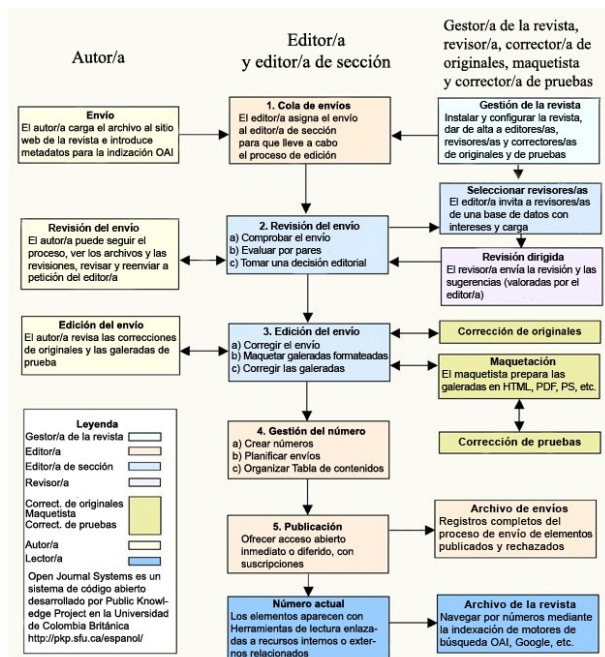 Autor/a
Editor/a
y editor/a de sección
Gestor/a de la revista,
revisor/a, corrector/a de
originales, maquetista
y corrector/a de pruebas
Envío
El autor/a carga el archivo al sitio
web de la revista e introduce
metadatos para la indización OAI
1. Cola de envíos
El editor/a asigna el envío
al editor/a de sección
para que lleve a cabo
el proceso de edición
Gestión de la revista
Instalar y configurar la revista,
dar de alta a editores/as,
revisores/as y correctores/as
de originales y de pruebas
Seleccionar revisores/as
El editor/a invita a revisores/as
de una base de datos con
intereses y carga
Revisión del envío
El autor/a puede seguir el
proceso, ver los archivos y las
revisiones, revisar y reenviar a
petición del editor/a
2. Revisión del envío
a) Comprobar el envío
b) Evaluar por pares
c) Tomar una decisión editorial
Revisión dirigida
El revisor/a envía la revisión y las
sugerencias (valoradas por el
editor/a)
Edición del envío
El autor/a revisa las correcciones
de originales y las galeradas de
prueba
3. Edición del envío
a) Corregir el envío
b) Maquetar galeradas formateadas
c) Corregir las galeradas
Corrección de originales
Maquetación
El maquetista prepara las
galeradas en HTML, PDF, PS, etc.
Corrección de pruebas
4. Gestión del número
a) Crear números
b) Planificar envíos
c) Organizar Tabla de contenidos
5. Publicación
Ofrecer acceso abierto
inmediato o diferido, con
suscripciones
Archivo de envíos
Registros completos del
proceso de envío de elementos
publicados y rechazados
Número actual
Los elementos aparecen con
Herramientas de lectura enlaza-
das a recursos internos o exter-
nos relacionados
Archivo de la revista
Navegar por números mediante
la indexación de motores de
búsqueda OAI, Google, etc.
Leyenda
Gestor/a de la revista
Editor/a
Editor/a de sección
Revisor/a
Correct. de originales
Maquetista
Correct. de pruebas
Autor/a
Lector/a
Open Journal Systems es un
sistema de código abierto
desarrollado por Public Knowl-
edge Project en la Universidad
de Colombia Británica
http://pkp.sfu.ca/espanol/